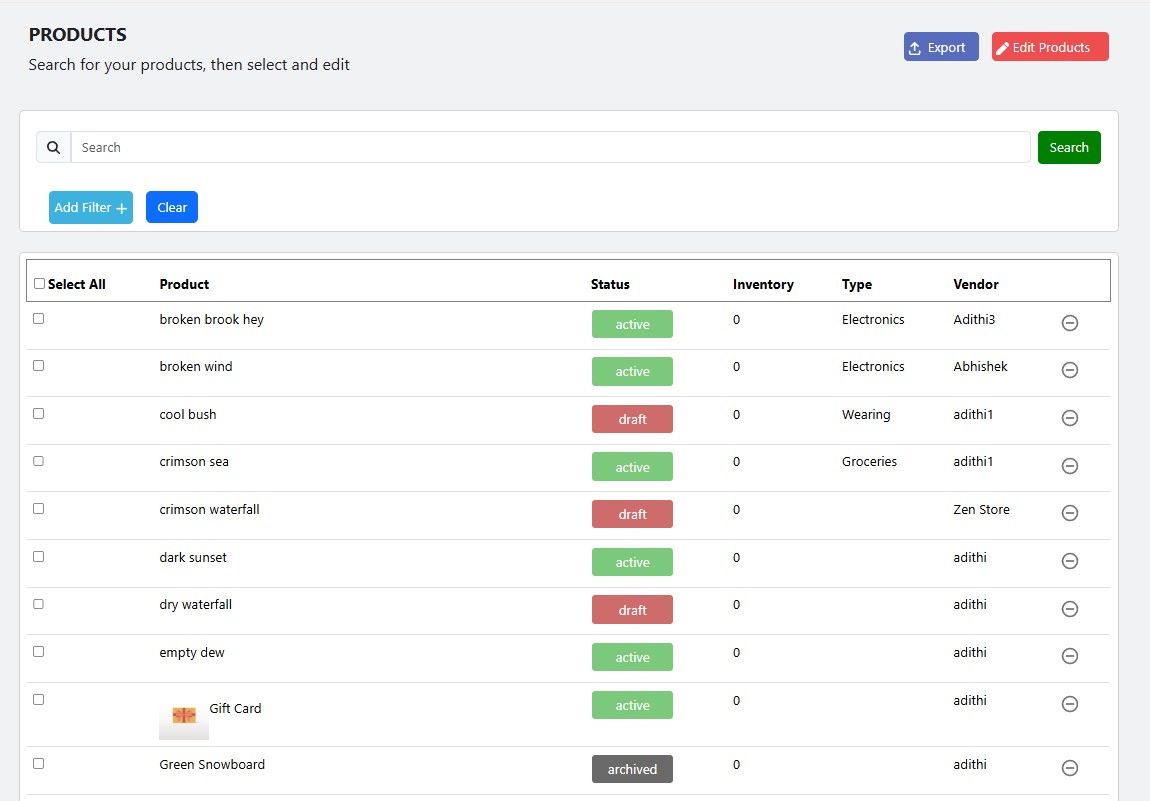 PRODUCTS
Search for your products, then select and edit
Export
Edit Products
Search
Search
Add Filter +
Clear
Select All Product Status Inventory Type Vendor
broken brook hey active 0 Electronics Adithi3
broken wind active 0 Electronics Abhishek
cool bush draft 0 Wearing adithi1
crimson sea active 0 Groceries adithi1
crimson waterfall draft 0 Zen Store
dark sunset active 0 adithi
dry waterfall draft 0 adithi
empty dew active 0 adithi
Gift Card active 0 adithi
Green Snowboard archived 0 adithi